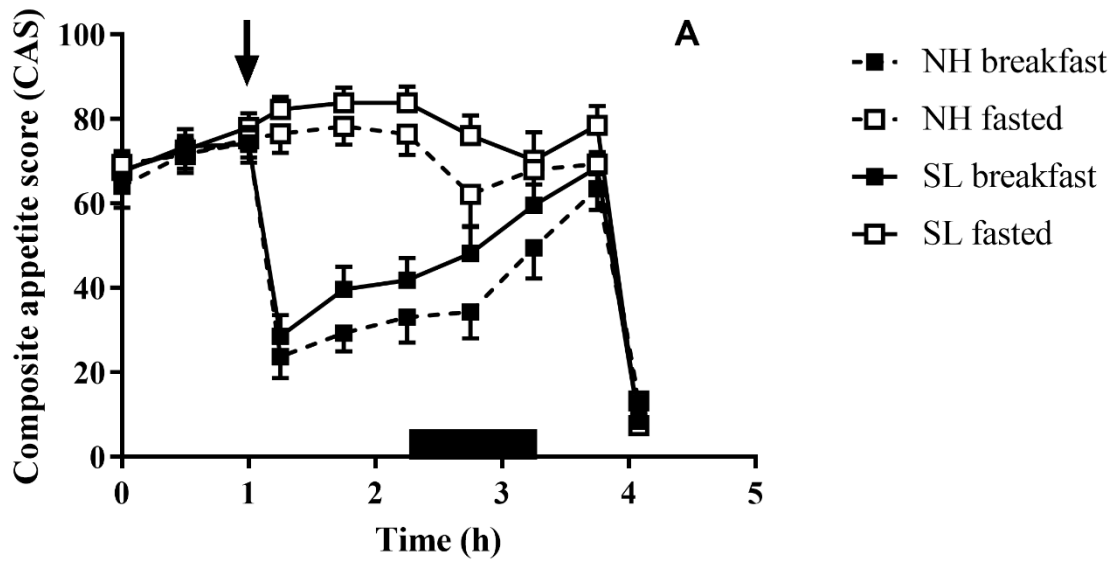 A
Composite appetite score (CAS)
100
80
60
40
20
0
0 1 2 3 4 5
Time (h)
NH breakfast
NH fasted
SL breakfast
SL fasted